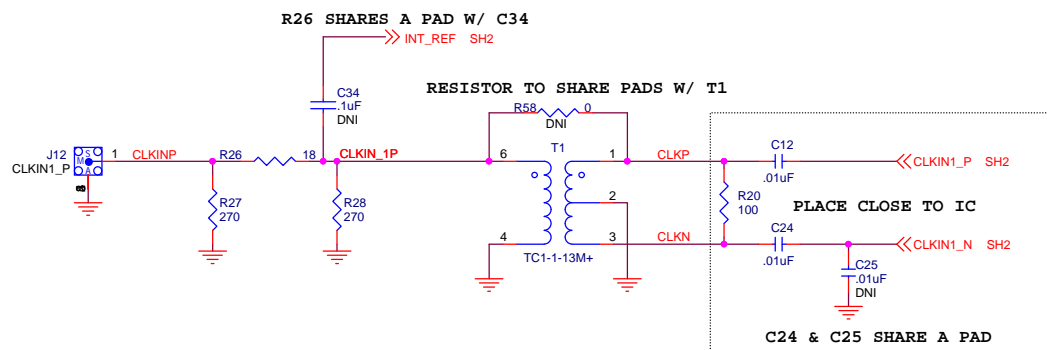 R26 SHARES A PAD W/ C34
INT_REF SH2
C34
.1uF
DNI
RESISTOR TO SHARE PADS W/ T1
R58 0
DNI
J12
S
M
A
CLKIN1_P
1 CLKINP R26 18 CLKIN_1P 6 T1 1 CLKP C12 CLKIN1_P SH2
.01uF
R27
270
R28
270
2
R20
100
PLACE CLOSE TO IC
4 3 CLKN C24 CLKIN1_N SH2
TC1-1-13M+
.01uF
C25
.01uF
DNI
C24 & C25 SHARE A PAD